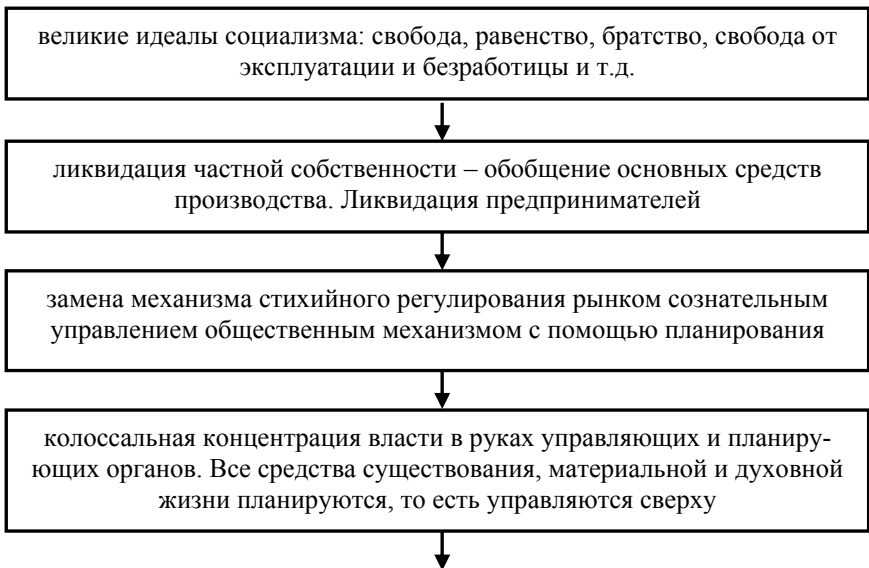 великие идеалы социализма: свобода, равенство, братство, свобода от
эксплуатации и безработицы и т.д.
ликвидация частной собственности – обобщение основных средств
производства. Ликвидация предпринимателей
замена механизма стихийного регулирования рынком сознательным
управлением общественным механизмом с помощью планирования
колоссальная концентрация власти в руках управляющих и планиру-
ющих органов. Все средства существования, материальной и духовной
жизни планируются, то есть управляются сверху